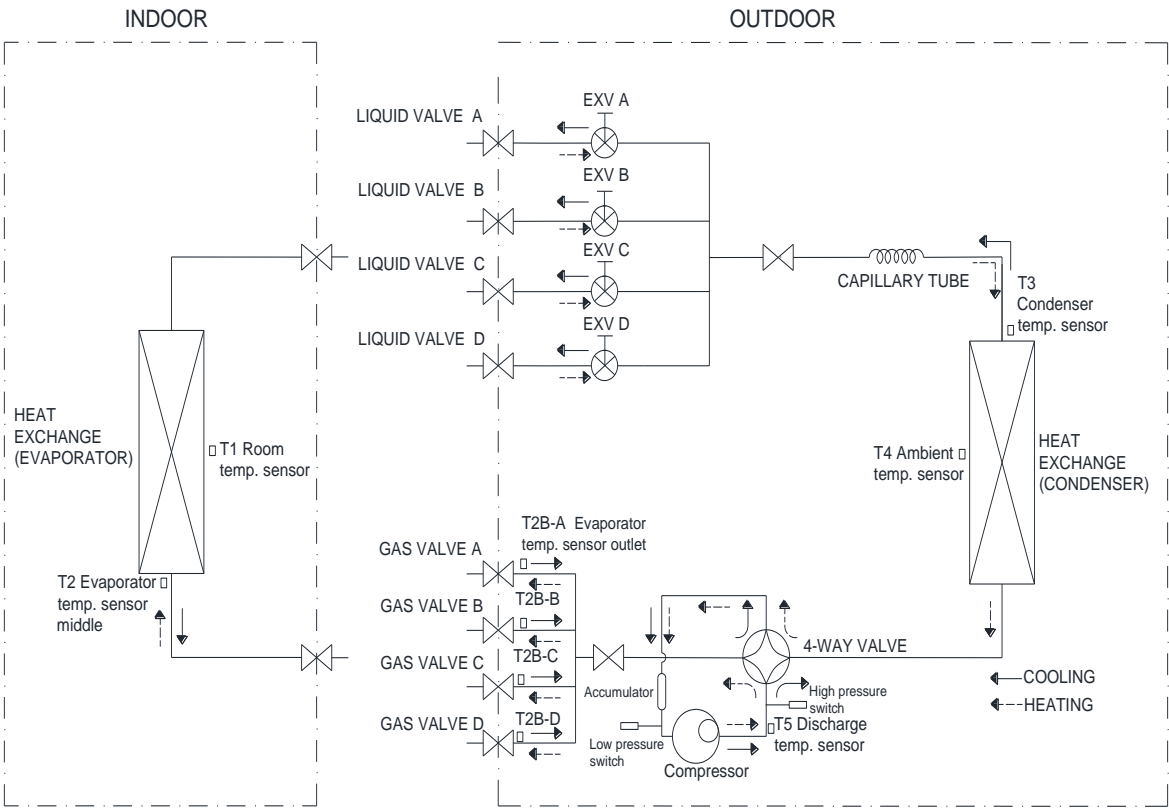 INDOOR
OUTDOOR
LIQUID VALVE A
EXV A
LIQUID VALVE B
EXV B
LIQUID VALVE C
EXV C
LIQUID VALVE D
EXV D
CAPILLARY TUBE
T3
Condenser
temp. sensor
HEAT
EXCHANGE
(EVAPORATOR)
T1 Room
temp. sensor
T4 Ambient
temp. sensor
HEAT
EXCHANGE
(CONDENSER)
T2 Evaporator
temp. sensor
middle
GAS VALVE A
T2B-A Evaporator
temp. sensor outlet
GAS VALVE B
T2B-B
GAS VALVE C
T2B-C
GAS VALVE D
T2B-D
4-WAY VALVE
Accumulator
High pressure
switch
Low pressure
switch
T5 Discharge
temp. sensor
Compressor
COOLING
HEATING